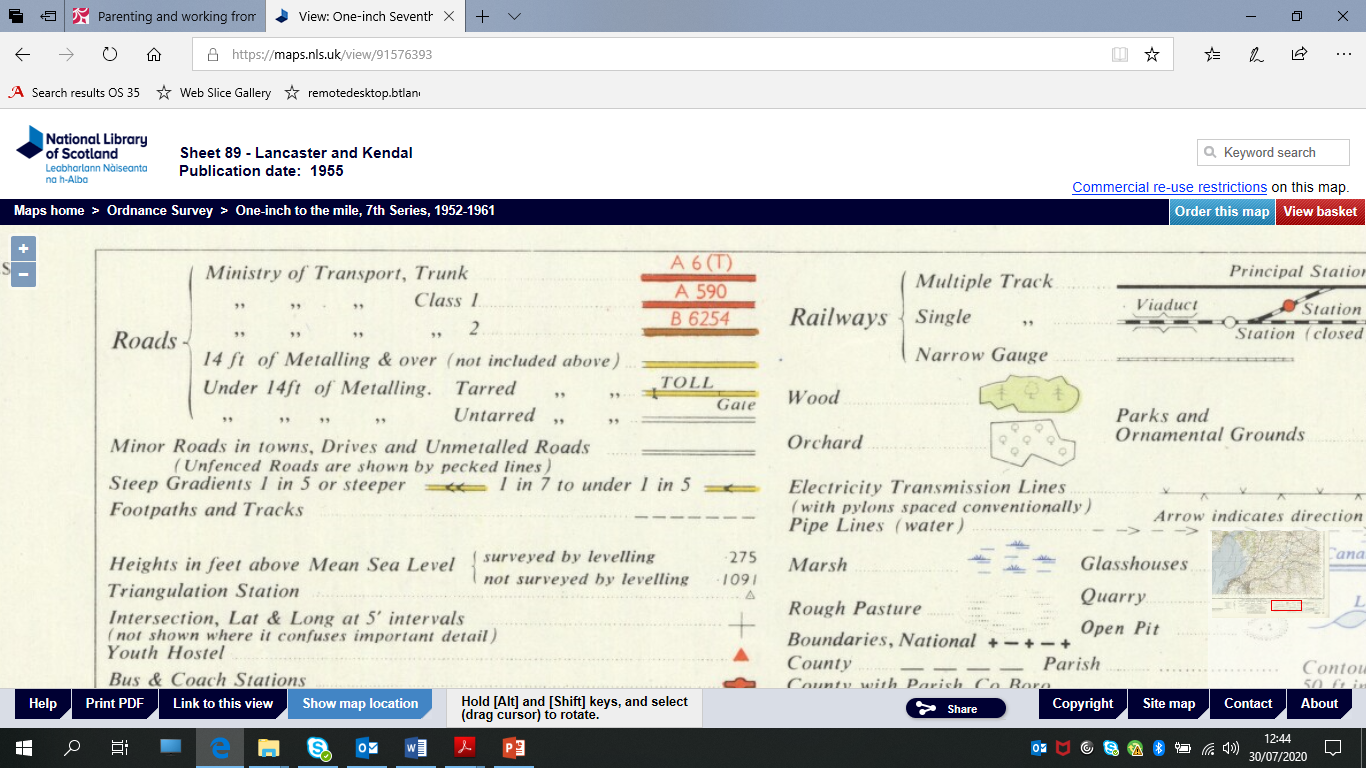 Parenting and working from
View: One-inch Seventh
https://maps.nls.uk/view/91576393
Search results OS 35
Web Slice Gallery
remotedesktop.btlan
National Library
of Scotland
Leabharlann Nàiseanta
na h-Alba
Sheet 89 - Lancaster and Kendal
Publication date: 1955
Keyword search
Commercial re-use restrictions on this map.
Maps home > Ordnance Survey > One-inch to the mile, 7th Series, 1952-1961
Order this map
View basket
+
−
Roads
Ministry of Transport, Trunk
A 6 (T)
„ „ „ Class 1
A 590
„ „ „ „ 2
B 6254
14 ft of Metalling & over (not included above)
Under 14ft of Metalling. Tarred „ „
TOLL
Gate
„ „ „ „ Untarred „ „
Minor Roads in towns, Drives and Unmetalled Roads
(Unfenced Roads are shown by pecked lines)
Steep Gradients 1 in 5 or steeper
1 in 7 to under 1 in 5
Footpaths and Tracks
Heights in feet above Mean Sea Level
surveyed by levelling
·275
not surveyed by levelling
·1091
Triangulation Station
Intersection, Lat & Long at 5' intervals
(not shown where it confuses important detail)
Youth Hostel
Bus & Coach Stations
Railways
Multiple Track
Principal Station
Single „
Viaduct
Station
Station (closed
Narrow Gauge
Wood
Orchard
Parks and
Ornamental Grounds
Electricity Transmission Lines
(with pylons spaced conventionally)
Pipe Lines (water)
Arrow indicates direction
Marsh
Glasshouses
Rough Pasture
Quarry
Open Pit
Boundaries, National
County
Parish
County with Parish Co. Boro
Cana
L
Contou
50 ft in
Help
Print PDF
Link to this view
Show map location
Hold [Alt] and [Shift] keys, and select
(drag cursor) to rotate.
Share
Copyright
Site map
Contact
About
12:44
30/07/2020